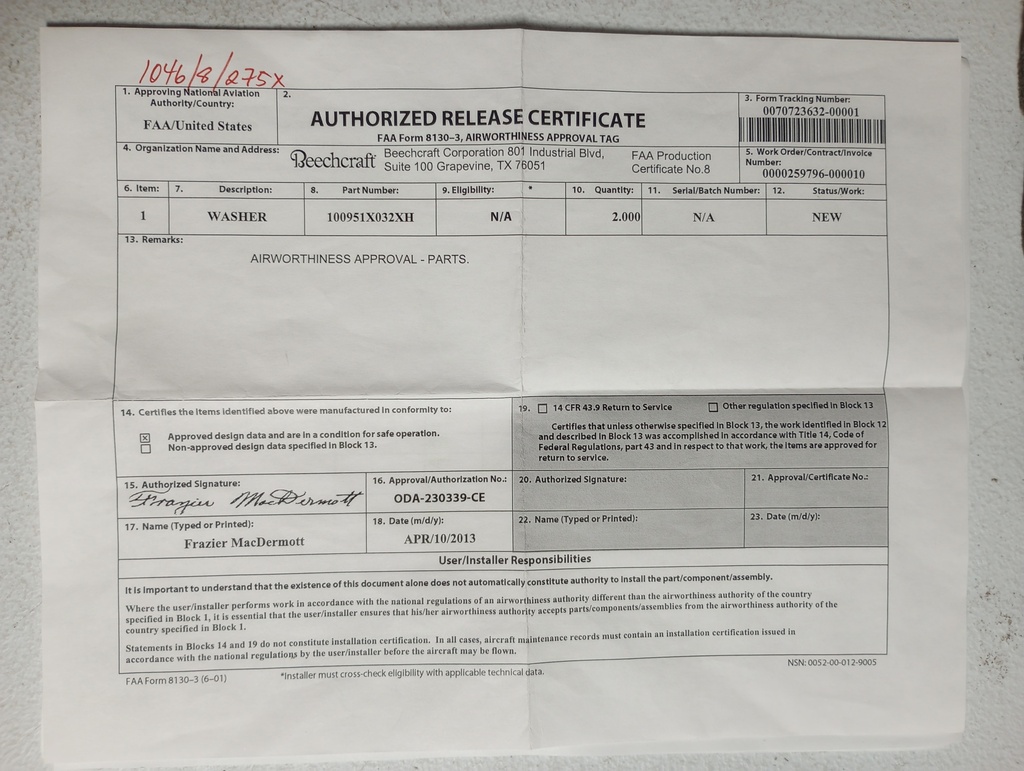 1046/8/275x
1. Approving National Aviation Authority/Country:
FAA/United States
2.
AUTHORIZED RELEASE CERTIFICATE
FAA Form 8130–3, AIRWORTHINESS APPROVAL TAG
3. Form Tracking Number:
0070723632-00001
4. Organization Name and Address:
Beechcraft
Beechcraft Corporation 801 Industrial Blvd,
Suite 100 Grapevine, TX 76051
FAA Production
Certificate No.8
5. Work Order/Contract/Invoice
Number:
0000259796-000010
6. Item: 7. Description: 8. Part Number: 9. Eligibility: * 10. Quantity: 11. Serial/Batch Number: 12. Status/Work:
1 WASHER 100951X032XH N/A 2.000 N/A NEW
13. Remarks:
AIRWORTHINESS APPROVAL - PARTS.
14. Certifies the items identified above were manufactured in conformity to:
☒ Approved design data and are in a condition for safe operation.
☐ Non-approved design data specified in Block 13.
19. ☐ 14 CFR 43.9 Return to Service ☐ Other regulation specified in Block 13
Certifies that unless otherwise specified in Block 13, the work identified in Block 12
and described in Block 13 was accomplished in accordance with Title 14, Code of
Federal Regulations, part 43 and in respect to that work, the items are approved for
return to service.
15. Authorized Signature:
Frazier MacDermott
16. Approval/Authorization No.:
ODA-230339-CE
20. Authorized Signature:
21. Approval/Certificate No.:
17. Name (Typed or Printed):
Frazier MacDermott
18. Date (m/d/y):
APR/10/2013
22. Name (Typed or Printed):
23. Date (m/d/y):
User/Installer Responsibilities
It is important to understand that the existence of this document alone does not automatically constitute authority to install the part/component/assembly.
Where the user/installer performs work in accordance with the national regulations of an airworthiness authority different than the airworthiness authority of the country
specified in Block 1, it is essential that the user/installer ensures that his/her airworthiness authority accepts parts/components/assemblies from the airworthiness authority of the
country specified in Block 1.
Statements in Blocks 14 and 19 do not constitute installation certification. In all cases, aircraft maintenance records must contain an installation certification issued in
accordance with the national regulations by the user/installer before the aircraft may be flown.
FAA Form 8130–3 (6–01)
*Installer must cross-check eligibility with applicable technical data.
NSN: 0052-00-012-9005